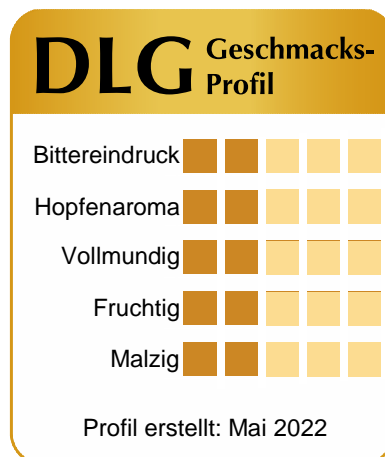 DLG Geschmacks-
Profil
Bittereindruck
Hopfenaroma
Vollmundig
Fruchtig
Malzig
Profil erstellt: Mai 2022